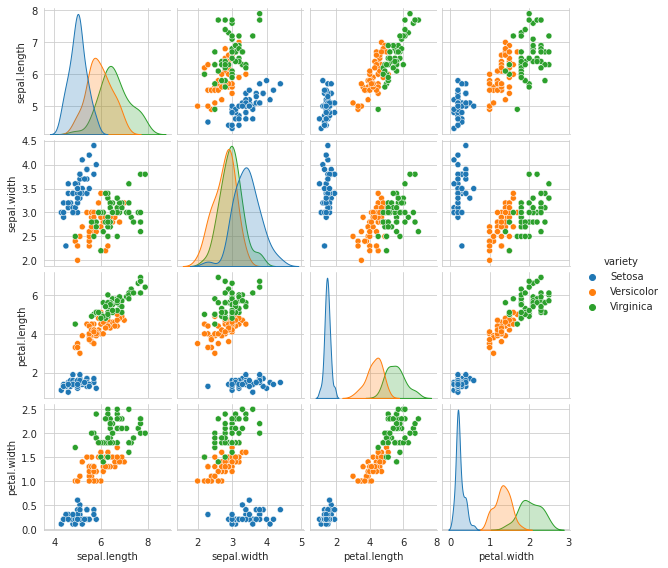 8
7
6
5
sepal.length
4.5
4.0
3.5
3.0
2.5
2.0
sepal.width
variety
Setosa
Versicolor
Virginica
6
4
2
petal.length
2.5
2.0
1.5
1.0
0.5
0.0
petal.width
4 6 8
2 3 4 5
2 4 6 8
0 1 2 3
sepal.length sepal.width petal.length petal.width